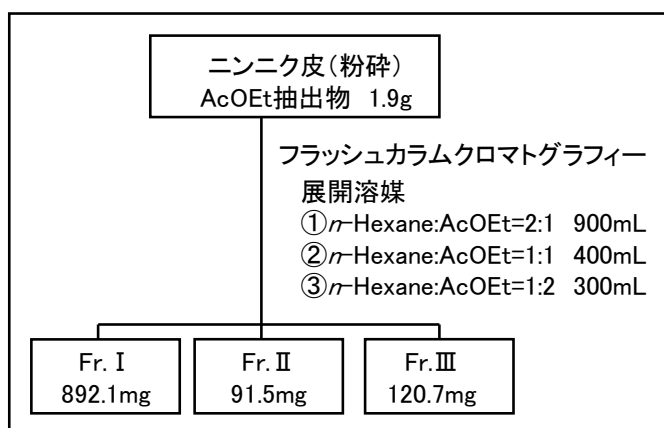 ニンニク皮（粉砕）
AcOEt抽出物 1.9g
フラッシュカラムクロマトグラフィー
展開溶媒
①n-Hexane:AcOEt=2:1 900mL
②n-Hexane:AcOEt=1:1 400mL
③n-Hexane:AcOEt=1:2 300mL
Fr.Ⅰ
892.1mg
Fr.Ⅱ
91.5mg
Fr.Ⅲ
120.7mg